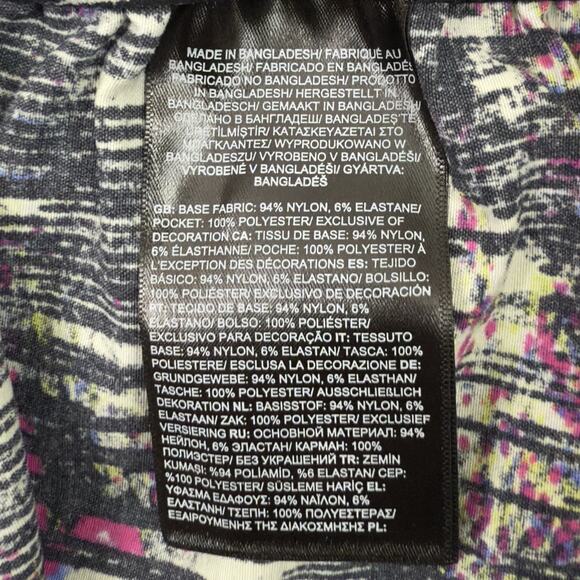 MADE IN BANGLADESH/ FABRIQUÉ AU
BANGLADESH/ FABRICADO EN BANGLADÉS/
FABRICADO NO BANGLADESH/ PRODOTTO
IN BANGLADESH/ HERGESTELLT IN
BANGLADESCH/ GEMAAKT IN BANGLADESH/
СДЕЛАНО В БАНГЛАДЕШ/ BANGLADEŞ'TE
ÜRETİLMİŞTİR/ ΚΑΤΑΣΚΕΥΑΖΕΤΑΙ ΣΤΟ
ΜΠΑΓΚΛΑΝΤΕΣ/ WYPRODUKOWANO W
BANGLADESZU/ VYROBENO V BANGLADÉŠI/
VYROBENÉ V BANGLADÉŠI/ GYÁRTVA:
BANGLADÉŠ
GB: BASE FABRIC: 94% NYLON, 6% ELASTANE/
POCKET: 100% POLYESTER/ EXCLUSIVE OF
DECORATION CA: TISSU DE BASE: 94% NYLON,
6% ÉLASTHANNE/ POCHE: 100% POLYESTER/ À
L'EXCEPTION DES DÉCORATIONS ES: TEJIDO
BÁSICO: 94% NYLON, 6% ELASTANO/ BOLSILLO:
100% POLIÉSTER/ EXCLUSIVO DE DECORACIÓN
PT: TECIDO DE BASE: 94% NYLON, 6%
ELASTANO/ BOLSO: 100% POLIÉSTER/
EXCLUSIVO PARA DECORAÇÃO IT: TESSUTO
BASE: 94% NYLON, 6% ELASTAN/ TASCA: 100%
POLIESTERE/ ESCLUSA LA DECORAZIONE DE:
GRUNDGEWEBE: 94% NYLON, 6% ELASTHAN/
TASCHE: 100% POLYESTER/ AUSSCHLIEßLICH
DEKORATION NL: BASISSTOF: 94% NYLON, 6%
ELASTAAN/ ZAK: 100% POLYESTER/ EXCLUSIEF
VERSIERING RU: ОСНОВНОЙ МАТЕРИАЛ: 94%
НЕЙЛОН, 6% ЭЛАСТАН/ КАРМАН: 100%
ПОЛИЭСТЕР/ БЕЗ УКРАШЕНИЙ TR: ZEMİN
KUMAŞI: %94 POLİAMİD, %6 ELASTAN/ CEP:
%100 POLYESTER/ SÜSLEME HARİÇ EL:
ΥΦΑΣΜΑ ΕΔΑΦΟΥΣ: 94% ΝΑΪΛΟΝ, 6%
ΕΛΑΣΤΑΝ/ ΤΣΕΠΗ: 100% ΠΟΛΥΕΣΤΕΡΑΣ/
ΕΞΑΙΡΟΥΜΕΝΗΣ ΤΗΣ ΔΙΑΚΟΣΜΗΣΗΣ PL: